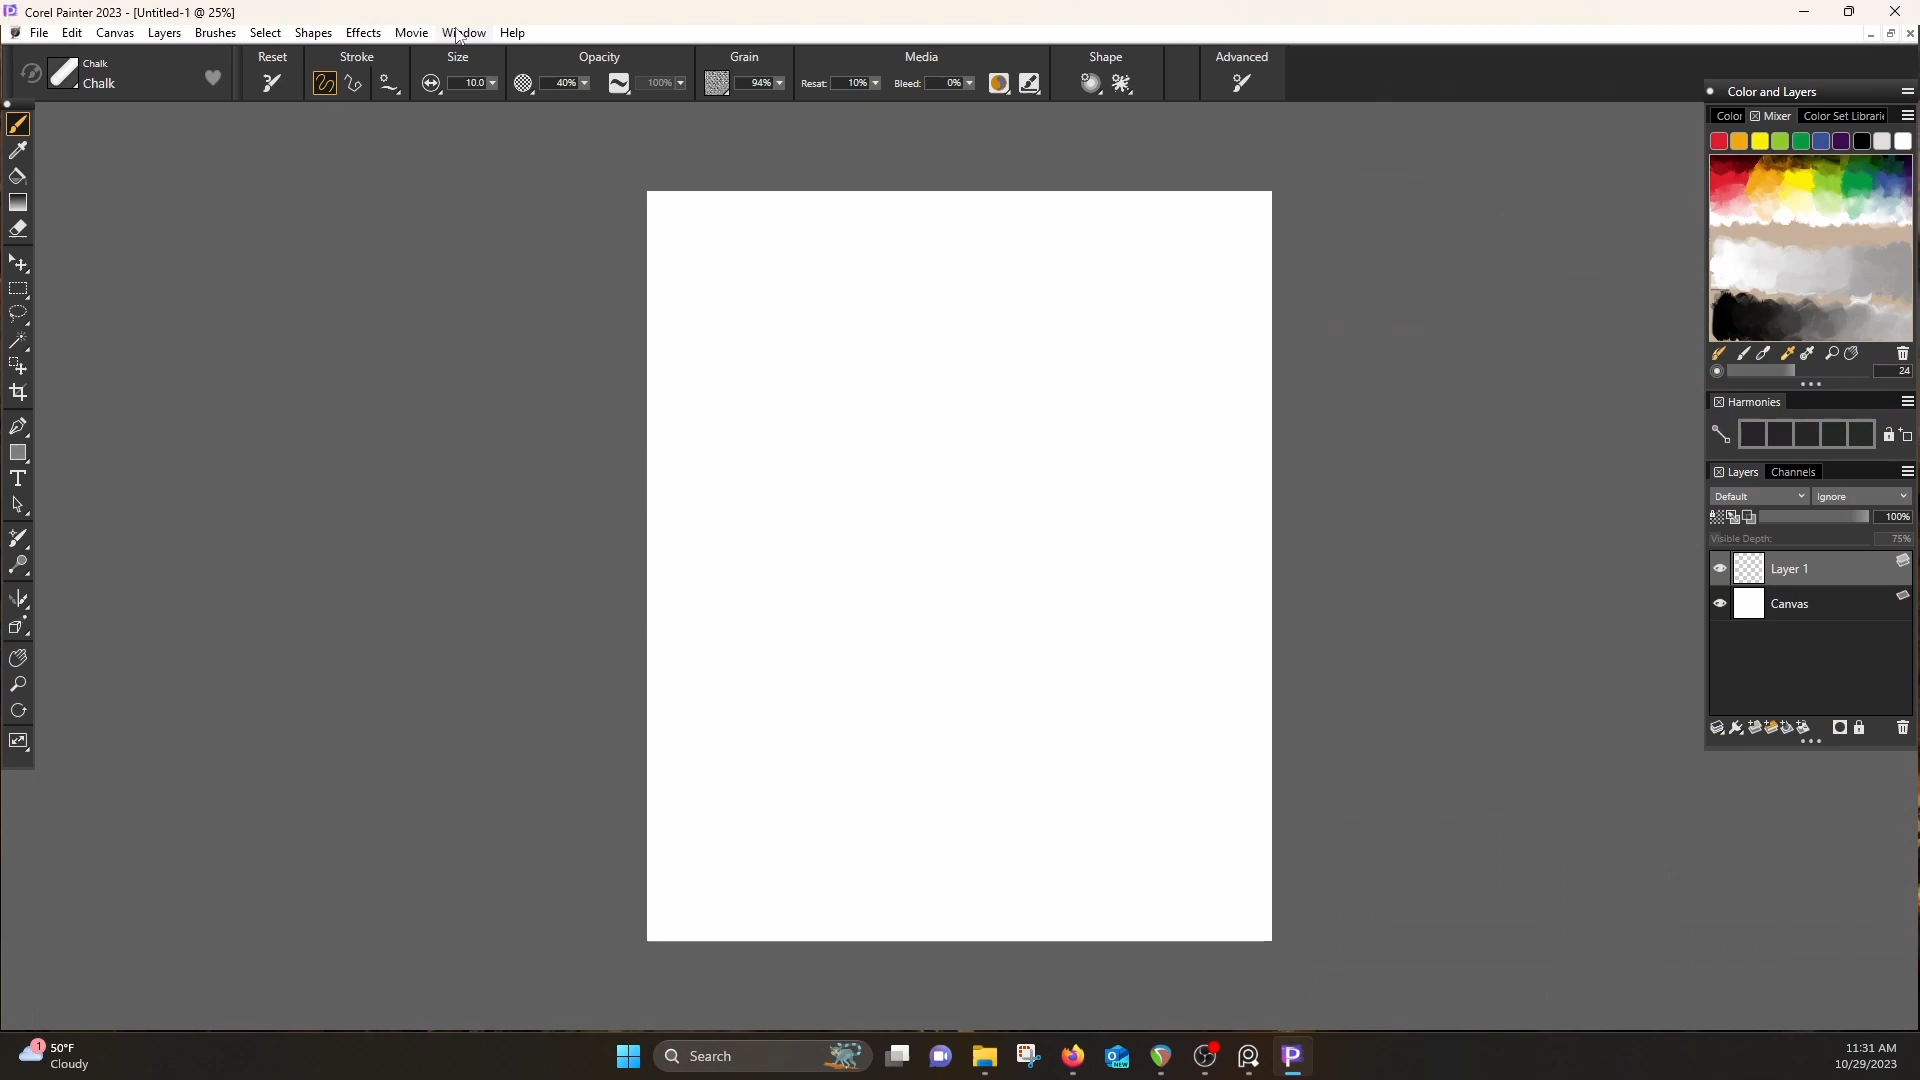 Corel Painter 2023 - [Untitled-1 @ 25%]
File Edit Canvas Layers Brushes Select Shapes Effects Movie Window Help
Chalk
Chalk
Reset Stroke Size Opacity Grain Media Shape Advanced
10.0 40% 100% 94% Resat: 10% Bleed: 0%
Color and Layers
Color Mixer Color Set Librarie
24
Harmonies
Layers Channels
Default Ignore
100%
Visible Depth: 75%
Layer 1
Canvas
1 50°F
Cloudy
Search
NEW
11:31 AM
10/29/2023